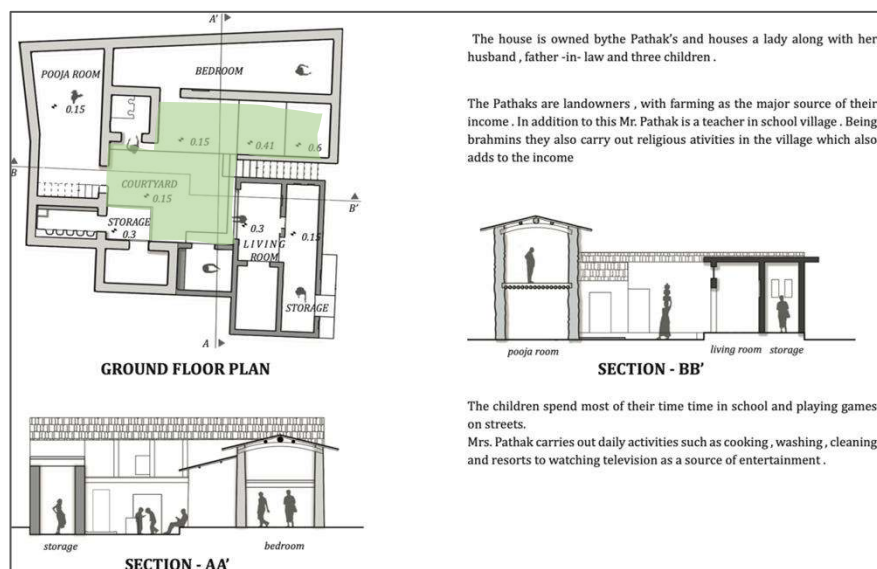 A'
POOJA ROOM
0.15
BEDROOM
0.15
0.41
0.6
B
COURTYARD
0.15
B'
STORAGE
0.3
0.3
LIVING
ROOM
0.15
STORAGE
A
GROUND FLOOR PLAN
The house is owned bythe Pathak's and houses a lady along with her
husband , father -in- law and three children .
The Pathaks are landowners , with farming as the major source of their
income . In addition to this Mr. Pathak is a teacher in school village . Being
brahmins they also carry out religious ativities in the village which also
adds to the income
pooja room
living room
storage
SECTION - BB'
The children spend most of their time time in school and playing games
on streets.
Mrs. Pathak carries out daily activities such as cooking , washing , cleaning
and resorts to watching television as a source of entertainment .
storage
bedroom
SECTION - AA'